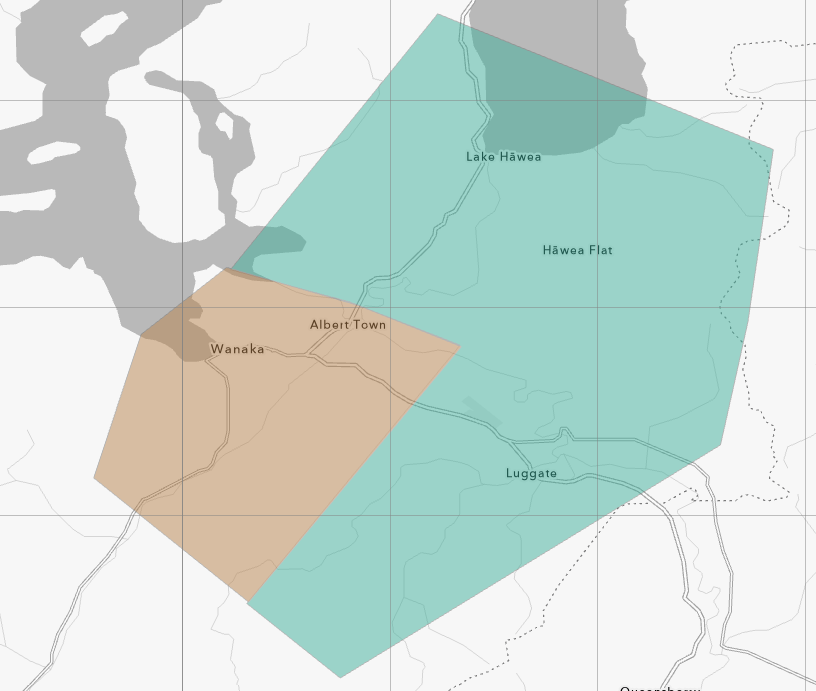 Lake Hāwea
Hāwea Flat
Albert Town
Wanaka
Luggate